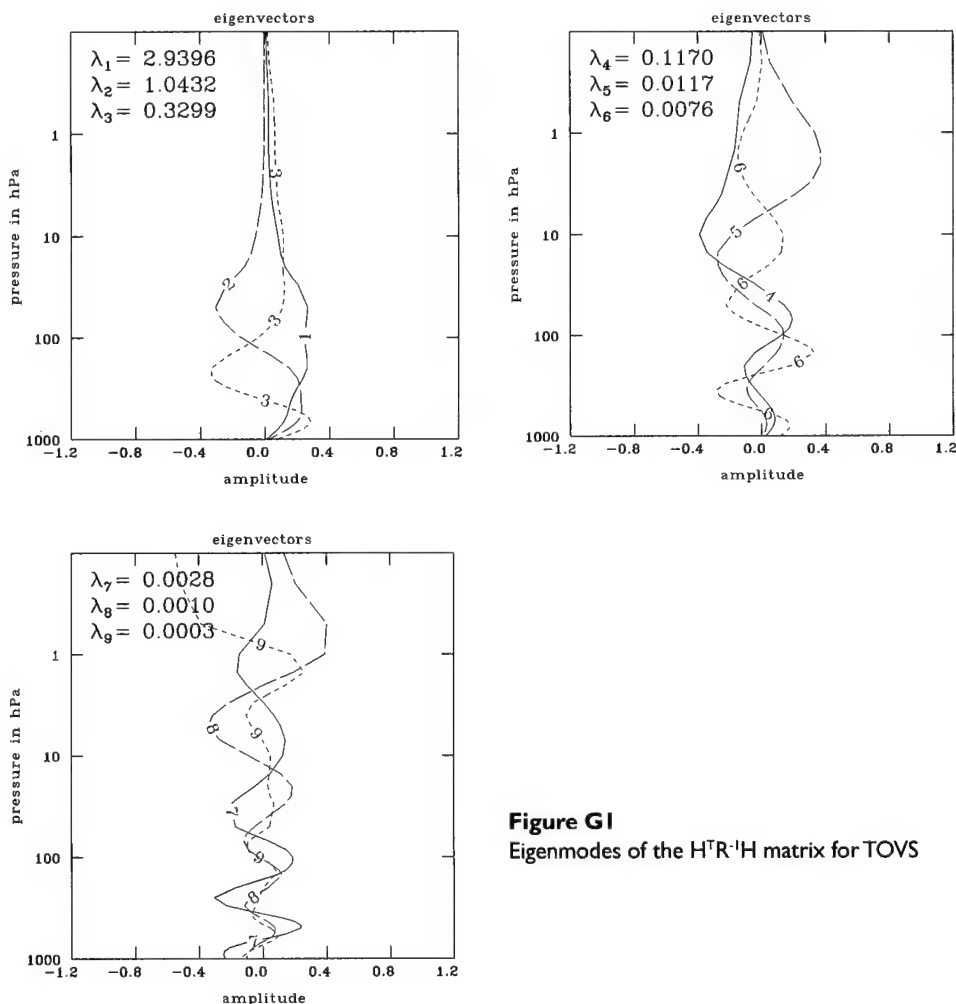 eigenvectors
λ₁= 2.9396
λ₂= 1.0432
λ₃= 0.3299
1
10
100
1000
pressure in hPa
3
2
3
1
3
-1.2 -0.8 -0.4 0.0 0.4 0.8 1.2
amplitude
eigenvectors
λ₄= 0.1170
λ₅= 0.0117
λ₆= 0.0076
1
10
100
1000
pressure in hPa
6
5
6
4
6
6
-1.2 -0.8 -0.4 0.0 0.4 0.8 1.2
amplitude
eigenvectors
λ₇= 0.0028
λ₈= 0.0010
λ₉= 0.0003
1
10
100
1000
pressure in hPa
9
8
9
7
9
8
7
-1.2 -0.8 -0.4 0.0 0.4 0.8 1.2
amplitude
Figure G1
Eigenmodes of the HᵀR⁻¹H matrix for TOVS